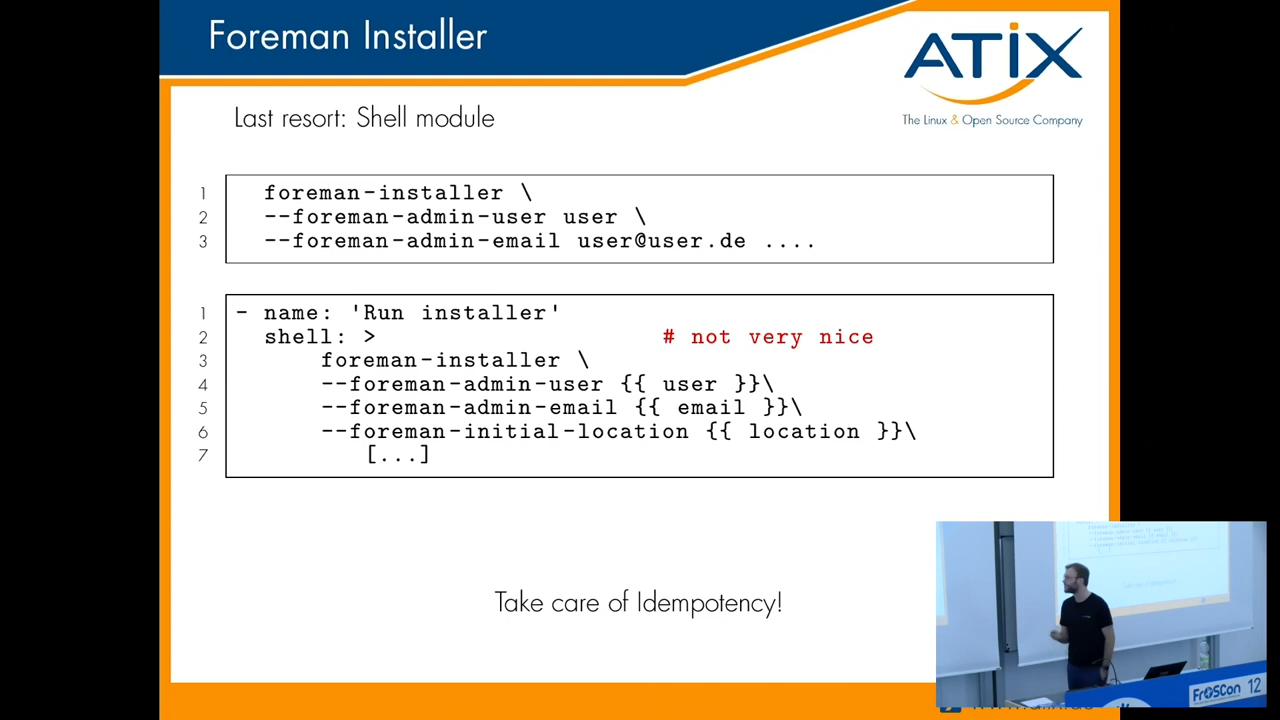 Foreman Installer
ATIX
The Linux & Open Source Company
Last resort: Shell module
1 foreman-installer \
2 --foreman-admin-user user \
3 --foreman-admin-email user@user.de ....
1 - name: 'Run installer'
2 shell: > # not very nice
3 foreman-installer \
4 --foreman-admin-user {{ user }}\
5 --foreman-admin-email {{ email }}\
6 --foreman-initial-location {{ location }}\
7 [...]
Take care of Idempotency!
FrOSCon 12